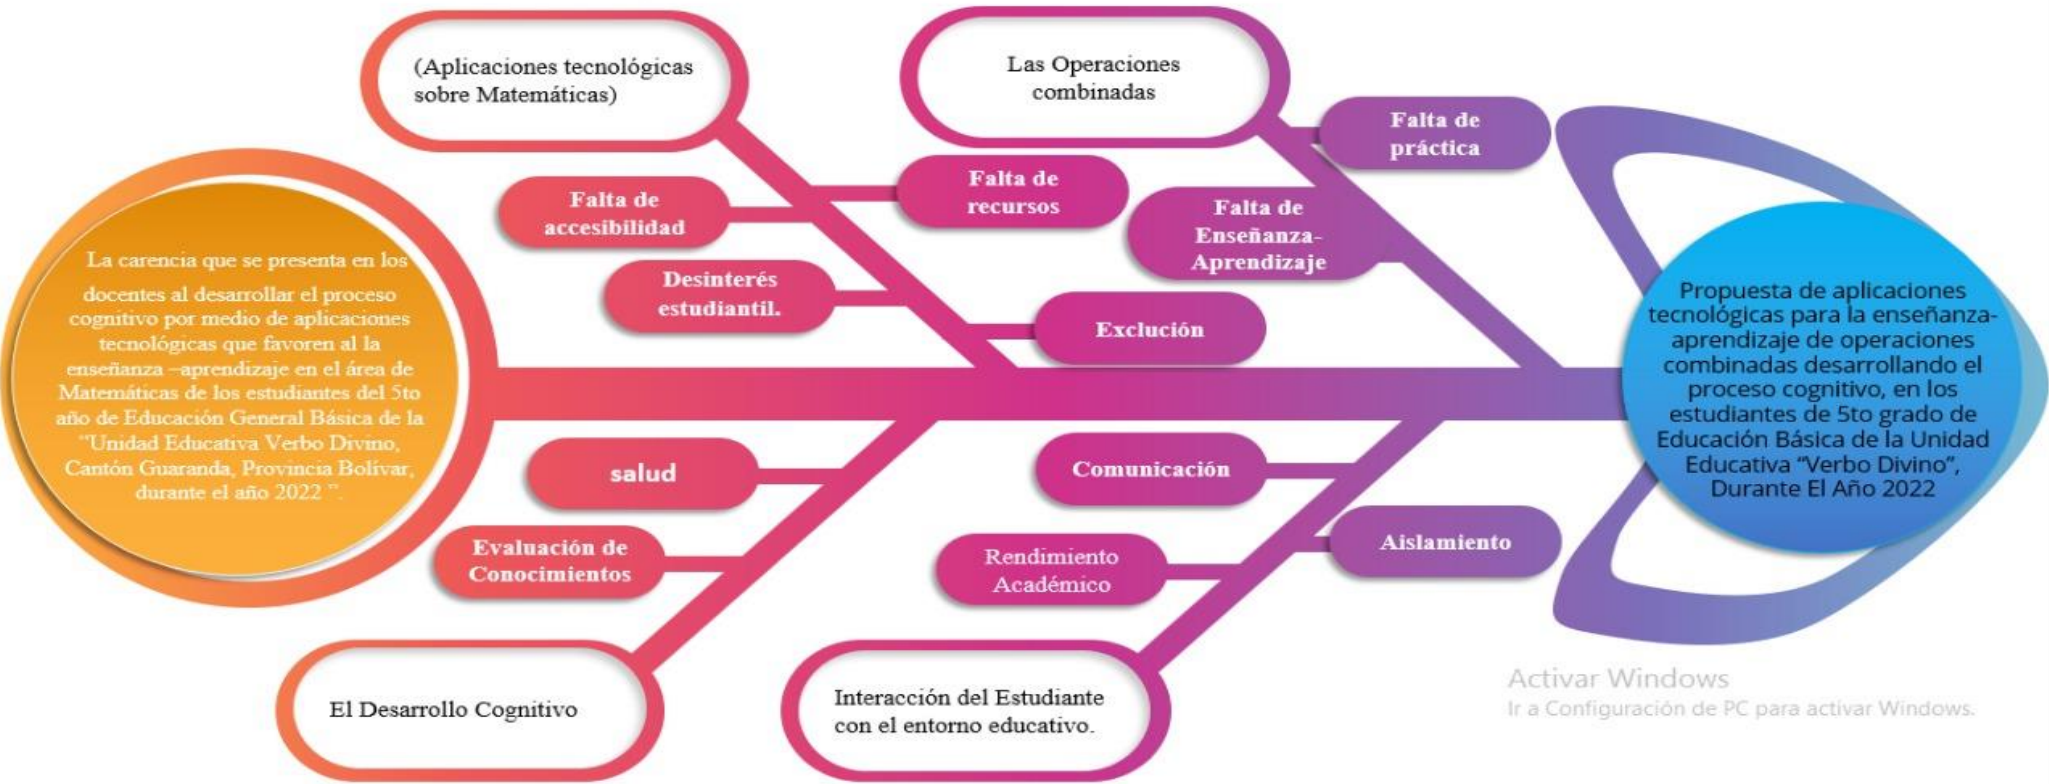 (Aplicaciones tecnológicas
sobre Matemáticas)
Las Operaciones
combinadas
Falta de
práctica
Falta de
recursos
Falta de
accesibilidad
Falta de
Enseñanza-
Aprendizaje
Desinterés
estudiantil.
Exclución
La carencia que se presenta en los
docentes al desarrollar el proceso
cognitivo por medio de aplicaciones
tecnológicas que favoren al la
enseñanza –aprendizaje en el área de
Matemáticas de los estudiantes del 5to
año de Educación General Básica de la
“Unidad Educativa Verbo Divino,
Cantón Guaranda, Provincia Bolívar,
durante el año 2022 ”.
Propuesta de aplicaciones
tecnológicas para la enseñanza-
aprendizaje de operaciones
combinadas desarrollando el
proceso cognitivo, en los
estudiantes de 5to grado de
Educación Básica de la Unidad
Educativa “Verbo Divino”,
Durante El Año 2022
salud
Comunicación
Evaluación de
Conocimientos
Rendimiento
Académico
Aislamiento
El Desarrollo Cognitivo
Interacción del Estudiante
con el entorno educativo.
Activar Windows
Ir a Configuración de PC para activar Windows.